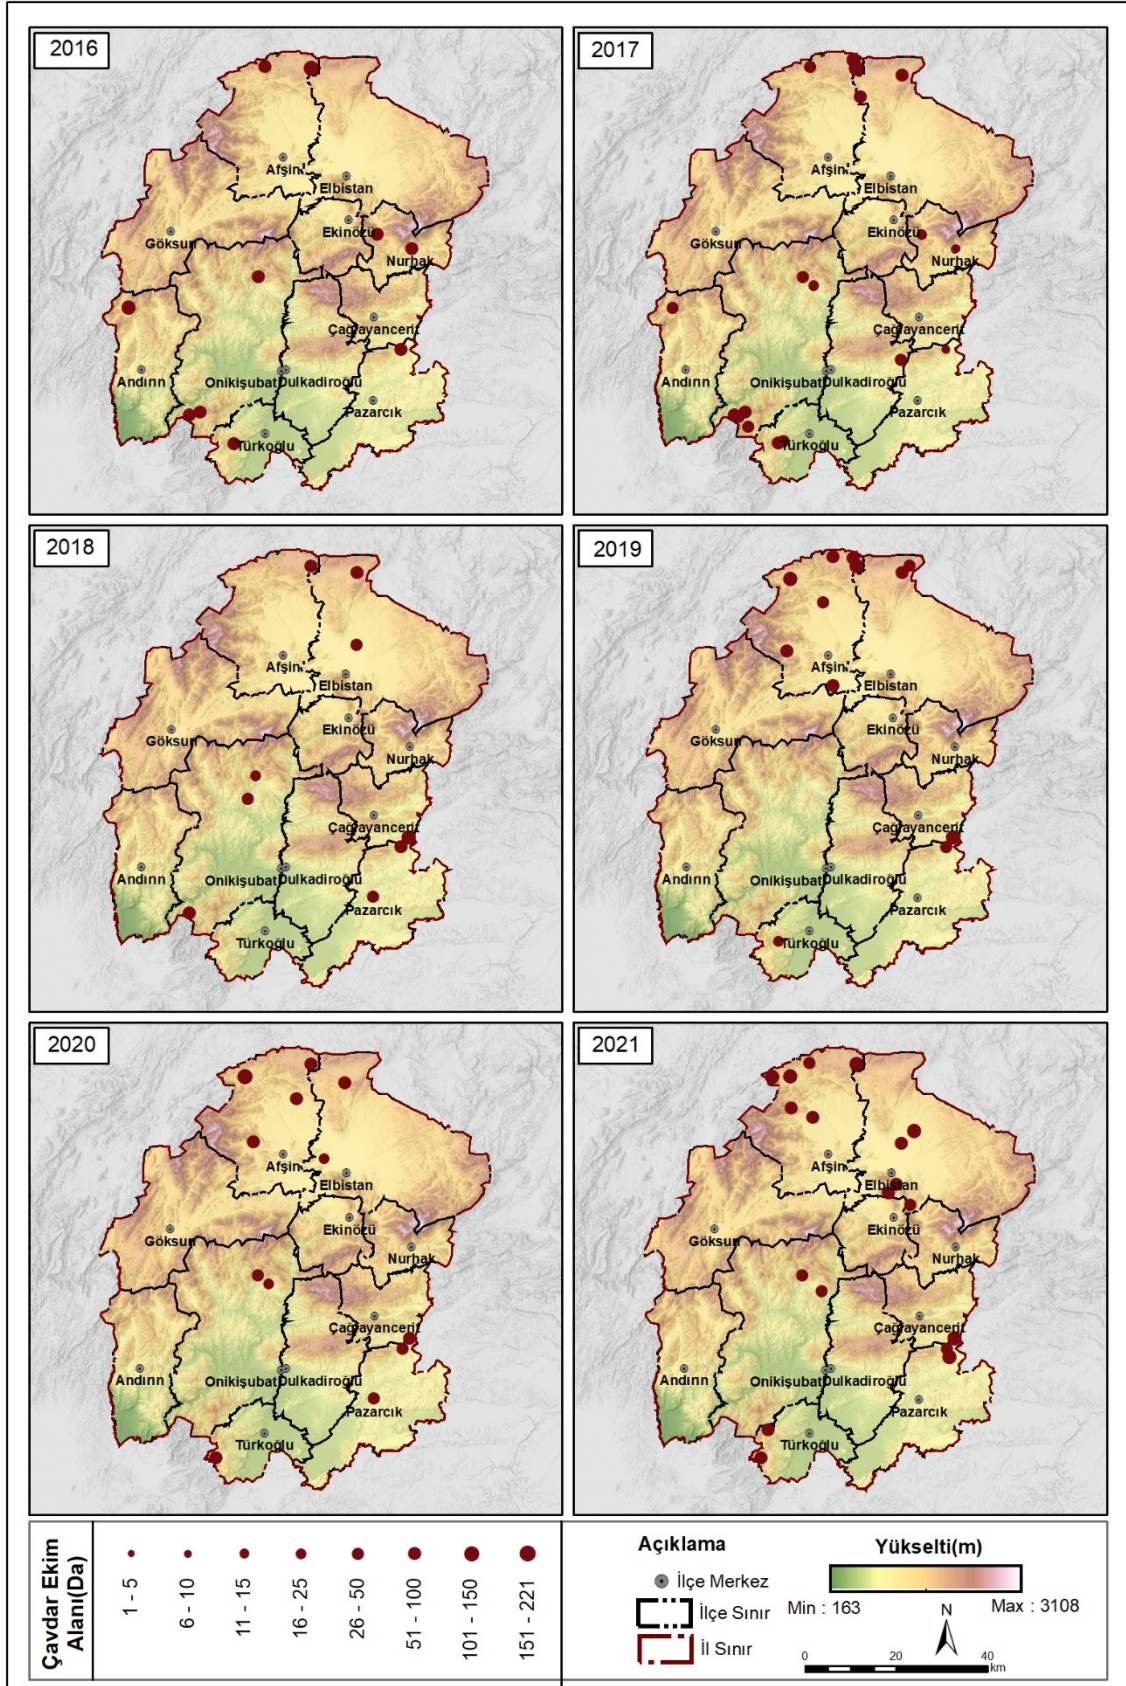 2016
Afşin
Elbistan
Ekinözü
Göksun
Nurhak
Çağlayancerit
Andırın
Onikişubat
Dulkadiroğlu
Pazarcık
Türkoğlu
2017
Afşin
Elbistan
Ekinözü
Göksun
Nurhak
Çağlayancerit
Andırın
Onikişubat
Dulkadiroğlu
Pazarcık
Türkoğlu
2018
Afşin
Elbistan
Ekinözü
Göksun
Nurhak
Çağlayancerit
Andırın
Onikişubat
Dulkadiroğlu
Pazarcık
Türkoğlu
2019
Afşin
Elbistan
Ekinözü
Göksun
Nurhak
Çağlayancerit
Andırın
Onikişubat
Dulkadiroğlu
Pazarcık
Türkoğlu
2020
Afşin
Elbistan
Ekinözü
Göksun
Nurhak
Çağlayancerit
Andırın
Onikişubat
Dulkadiroğlu
Pazarcık
Türkoğlu
2021
Afşin
Elbistan
Ekinözü
Göksun
Nurhak
Çağlayancerit
Andırın
Onikişubat
Dulkadiroğlu
Pazarcık
Türkoğlu
Çavdar Ekim
Alanı(Da)
1 - 5
6 - 10
11 - 15
16 - 25
26 - 50
51 - 100
101 - 150
151 - 221
Açıklama
İlçe Merkez
İlçe Sınır
İl Sınır
Yükselti(m)
Min : 163
Max : 3108
N
0 20 40
km